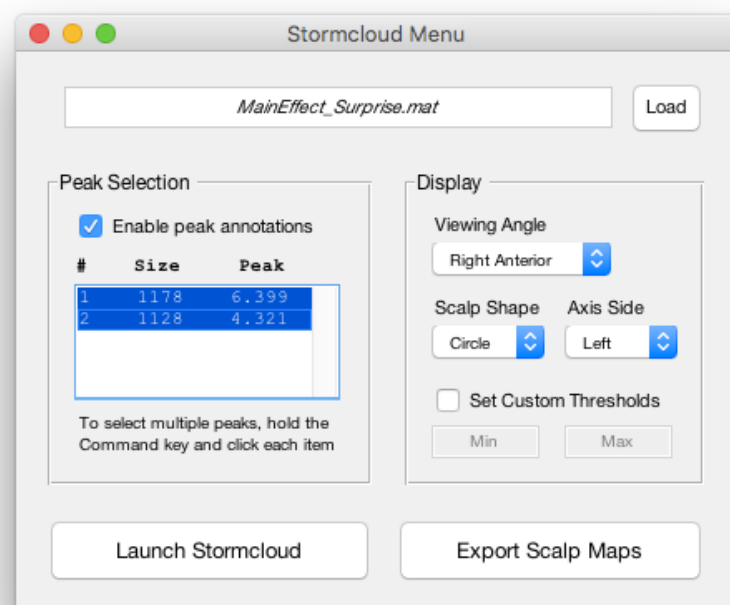 Stormcloud Menu
MainEffect_Surprise.mat
Load
Peak Selection
Enable peak annotations
# Size Peak
1 1178 6.399
2 1128 4.321
To select multiple peaks, hold the
Command key and click each item
Display
Viewing Angle
Right Anterior
Scalp Shape Axis Side
Circle Left
Set Custom Thresholds
Min Max
Launch Stormcloud
Export Scalp Maps